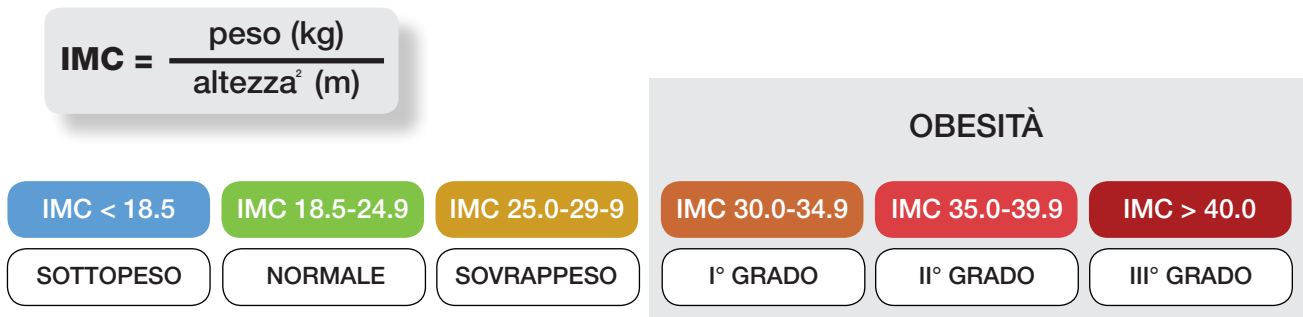 IMC = peso (kg)
altezza² (m)
OBESITÀ
IMC < 18.5
IMC 18.5-24.9
IMC 25.0-29-9
IMC 30.0-34.9
IMC 35.0-39.9
IMC > 40.0
SOTTOPESO
NORMALE
SOVRAPPESO
I° GRADO
II° GRADO
III° GRADO